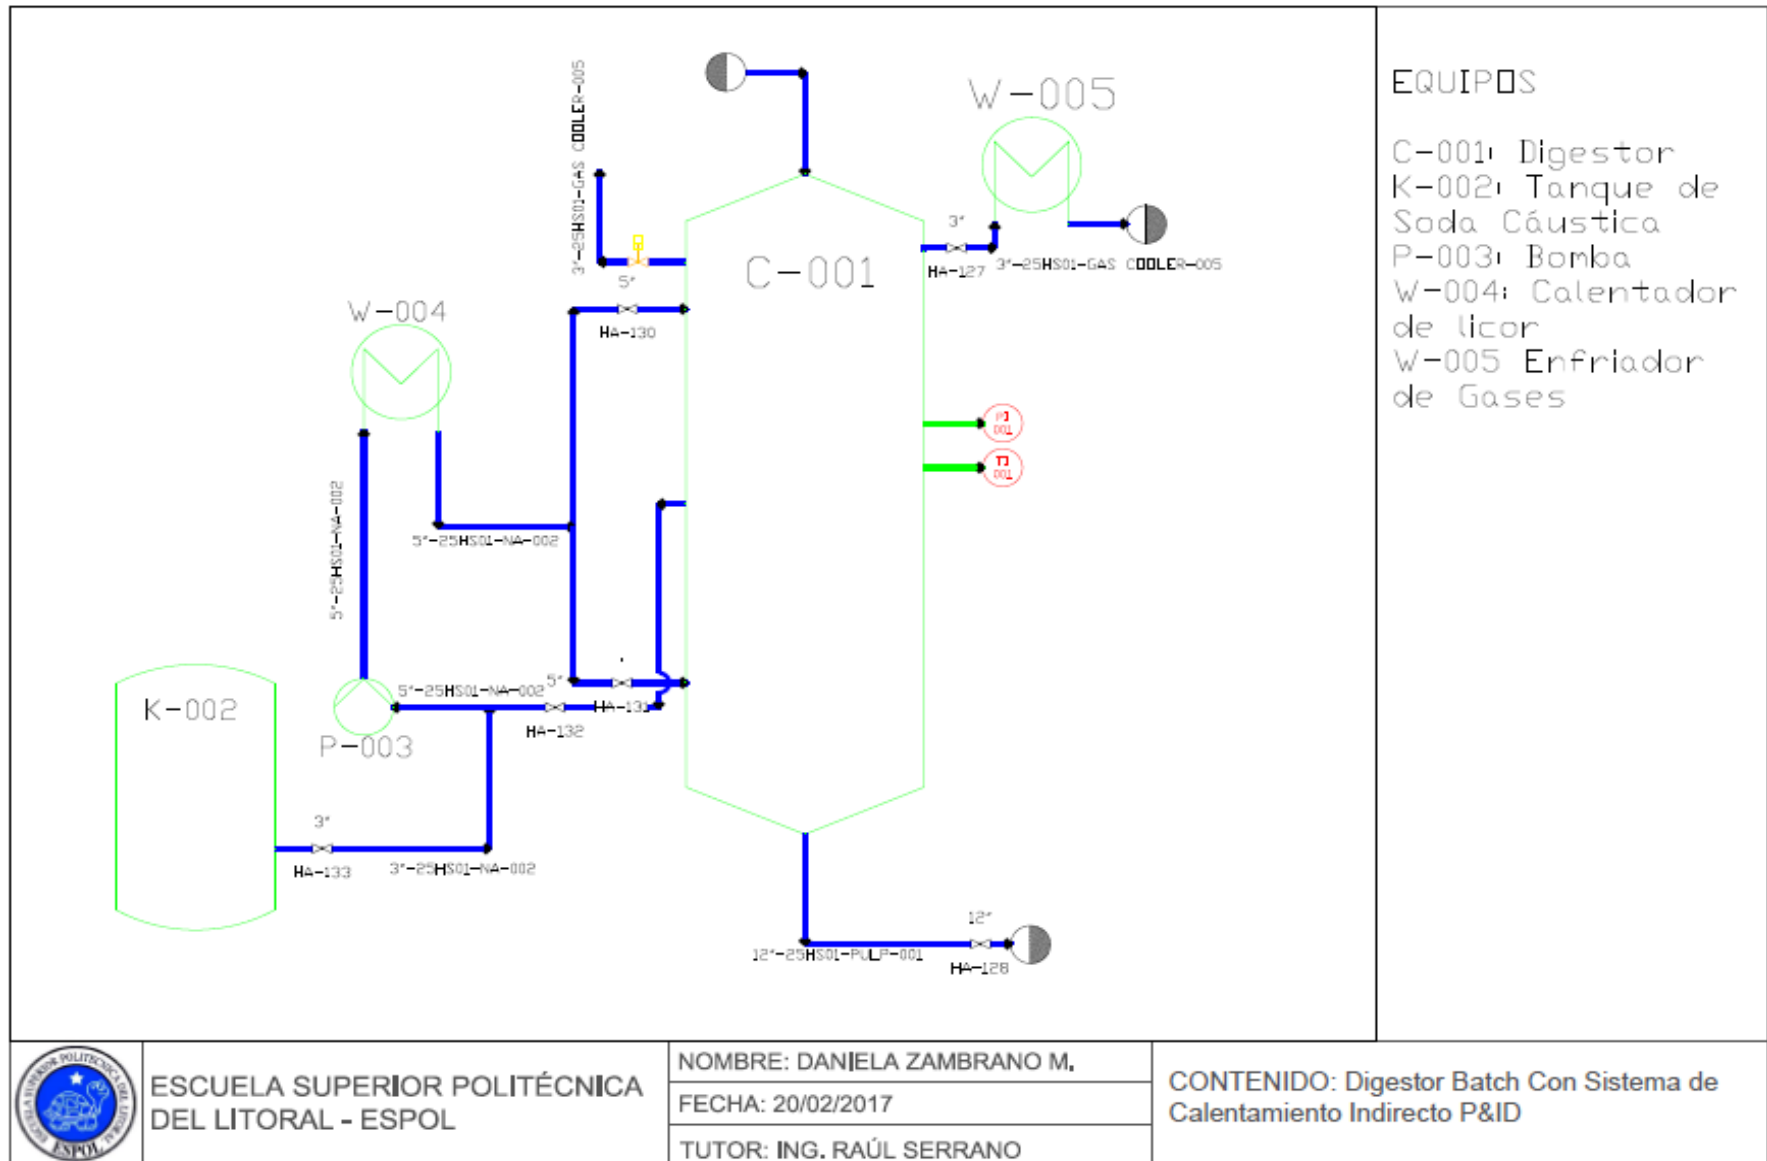 W-005
3"-25HS01-GAS COOLER-005
3"
HA-127
3"-25HS01-GAS COOLER-005
C-001
5"
HA-130
W-004
PI
001
TI
001
5"-25HS01-NA-002
5"-25HS01-NA-002
5"-25HS01-NA-002
5"
HA-131
HA-132
K-002
P-003
3"
HA-133
3"-25HS01-NA-002
12"
12"-25HS01-PULP-001
HA-128
EQUIPOS
C-001: Digestor
K-002: Tanque de
Soda Cáustica
P-003: Bomba
W-004: Calentador
de licor
W-005 Enfriador
de Gases
ESCUELA SUPERIOR POLITECNICA DEL LITORAL
ESPOL
ESCUELA SUPERIOR POLITÉCNICA
DEL LITORAL - ESPOL
NOMBRE: DANIELA ZAMBRANO M.
FECHA: 20/02/2017
TUTOR: ING. RAÚL SERRANO
CONTENIDO: Digestor Batch Con Sistema de
Calentamiento Indirecto P&ID